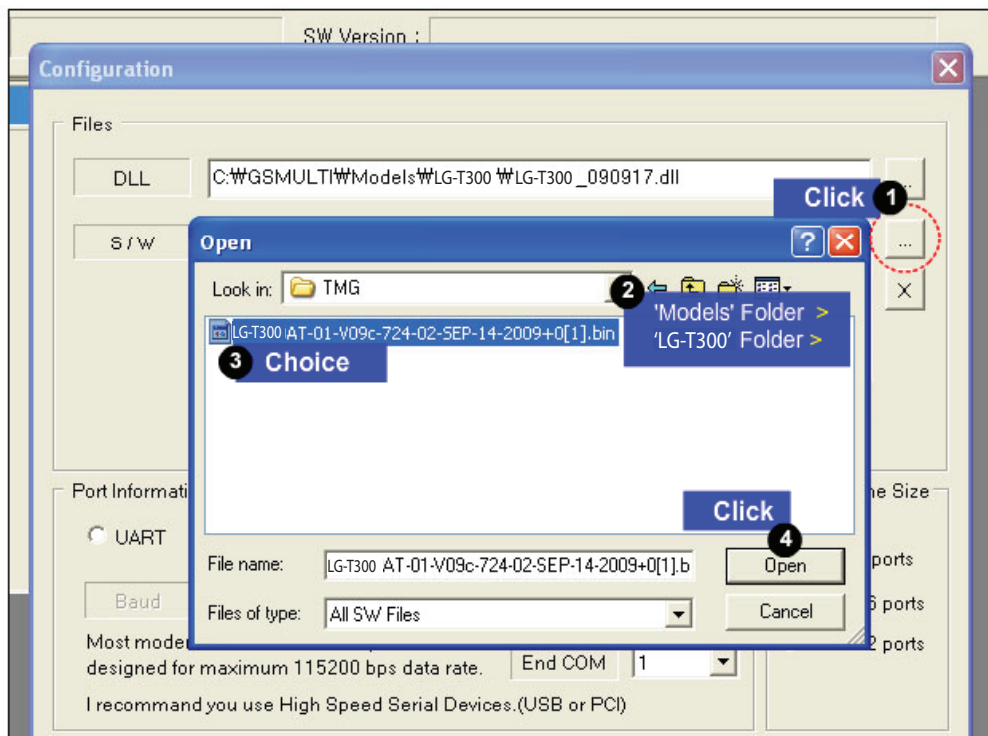 SW Version :
Configuration
Files
DLL
C:₩GSMULTI₩Models₩LG-T300 ₩LG-T300 _090917.dll
...
Click 1
S / W
...
X
Open
Look in: TMG
2
'Models' Folder >
'LG-T300' Folder >
LG-T300 AT-01-V09c-724-02-SEP-14-2009+0[1].bin
3 Choice
Click
4
File name: LG-T300 AT-01-V09c-724-02-SEP-14-2009+0[1].b
Open
Files of type: All SW Files
Cancel
Port Informati
UART
Baud
Most moder
designed for maximum 115200 bps data rate.
End COM 1
I recommand you use High Speed Serial Devices.(USB or PCI)
ne Size
ports
6 ports
2 ports